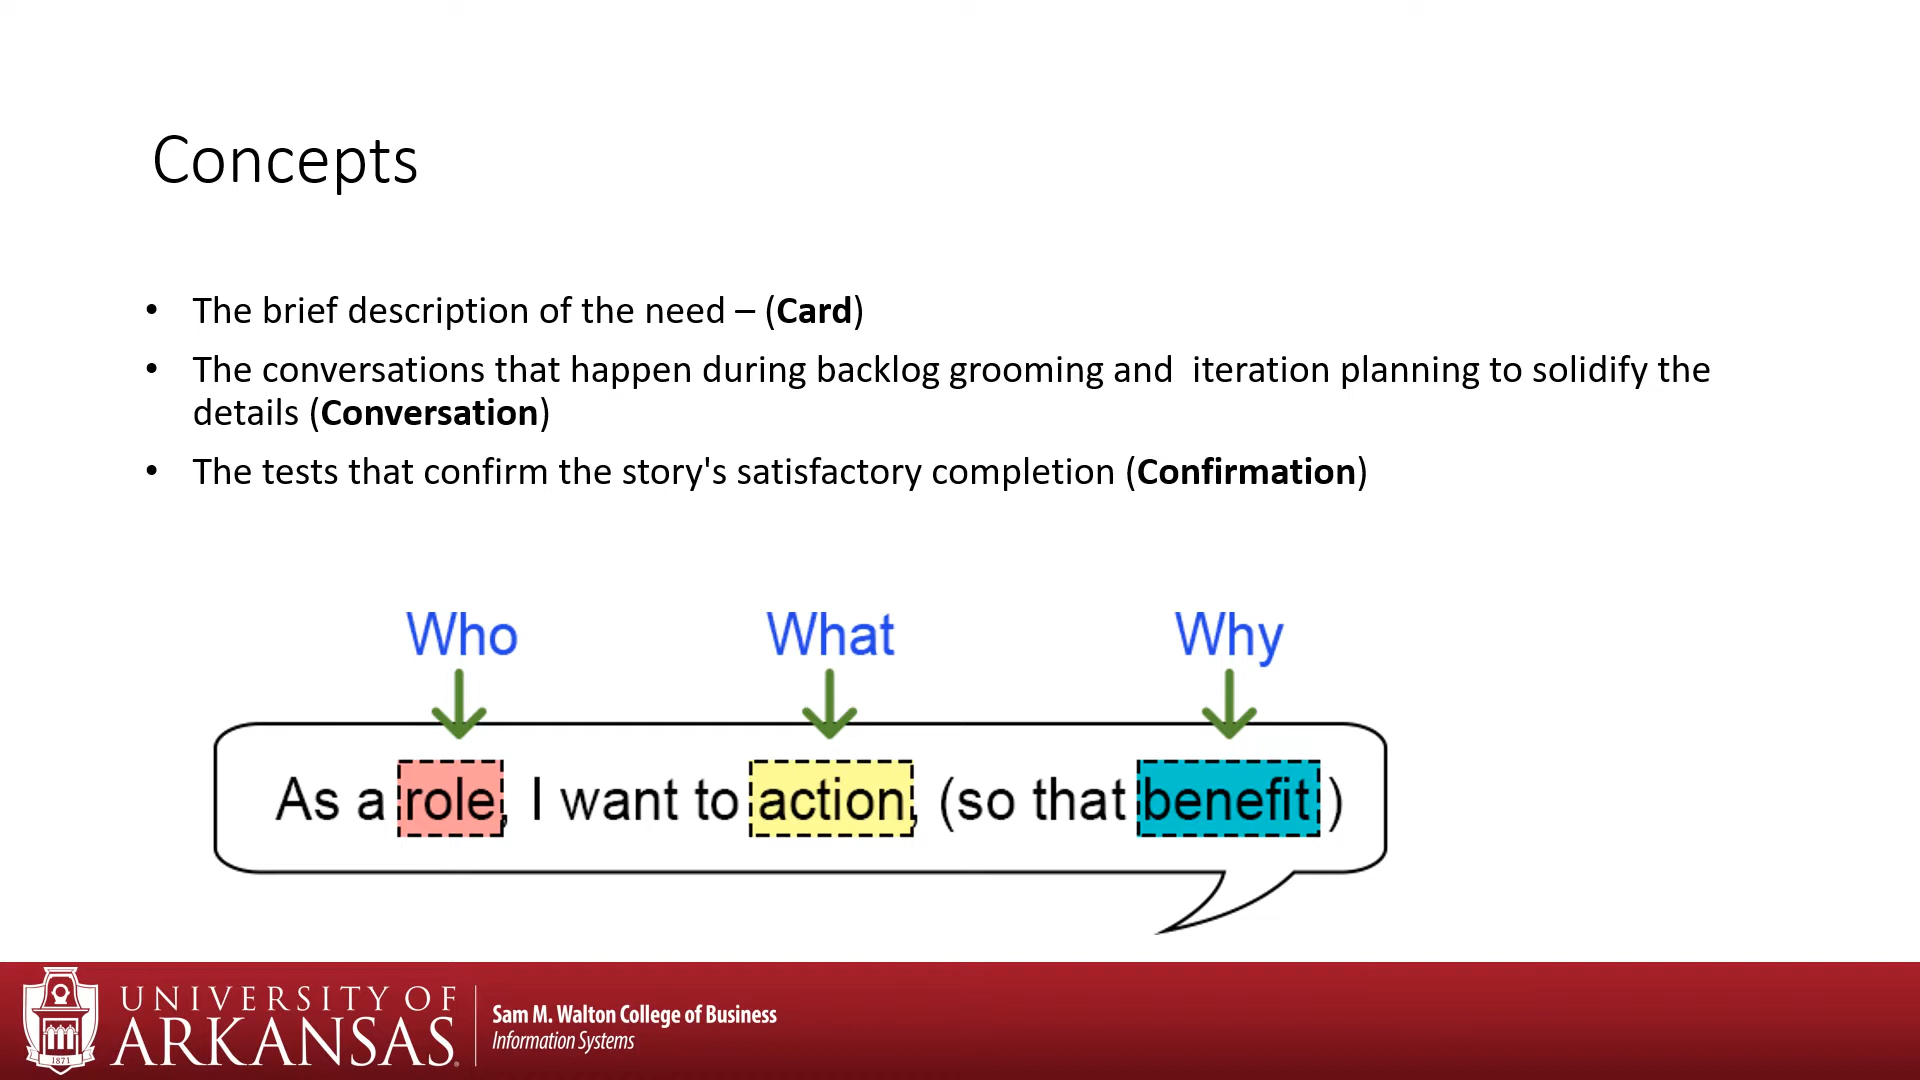 Concepts
• The brief description of the need – (Card)
• The conversations that happen during backlog grooming and  iteration planning to solidify the
details (Conversation)
• The tests that confirm the story's satisfactory completion (Confirmation)
Who What Why
As a role, I want to action, (so that benefit)
UNIVERSITY OF
ARKANSAS.
1871
Sam M. Walton College of Business
Information Systems